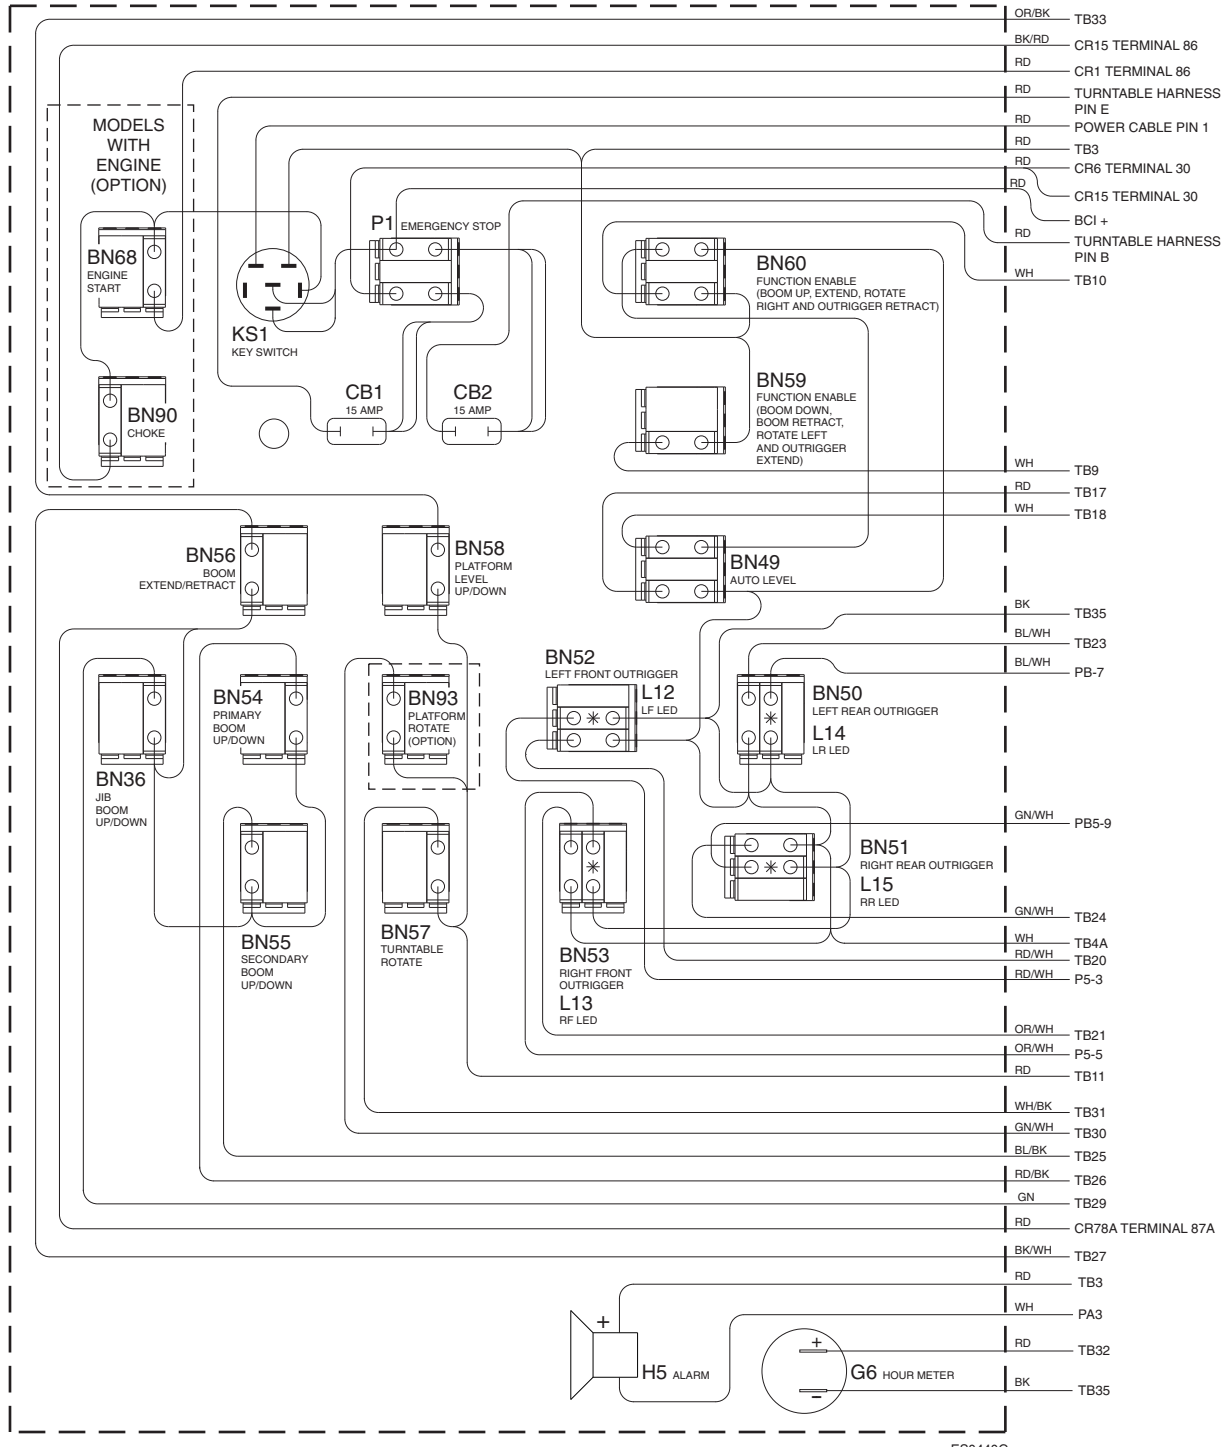 OR/BK TB33
BK/RD CR15 TERMINAL 86
RD CR1 TERMINAL 86
RD TURNTABLE HARNESS
PIN E
RD POWER CABLE PIN 1
RD TB3
RD CR6 TERMINAL 30
CR15 TERMINAL 30
RD BCI +
RD TURNTABLE HARNESS
PIN B
WH TB10
MODELS
WITH
ENGINE
(OPTION)
BN68
ENGINE
START
BN90
CHOKE
KS1
KEY SWITCH
P1 EMERGENCY STOP
CB1
15 AMP
CB2
15 AMP
BN60
FUNCTION ENABLE
(BOOM UP, EXTEND, ROTATE
RIGHT AND OUTRIGGER RETRACT)
BN59
FUNCTION ENABLE
(BOOM DOWN,
BOOM RETRACT,
ROTATE LEFT
AND OUTRIGGER
EXTEND)
WH TB9
RD TB17
WH TB18
BN56
BOOM
EXTEND/RETRACT
BN58
PLATFORM
LEVEL
UP/DOWN
BN49
AUTO LEVEL
BK TB35
BL/WH TB23
BL/WH PB-7
BN36
JIB
BOOM
UP/DOWN
BN54
PRIMARY
BOOM
UP/DOWN
BN93
PLATFORM
ROTATE
(OPTION)
BN52
LEFT FRONT OUTRIGGER
L12
LF LED
BN50
LEFT REAR OUTRIGGER
L14
LR LED
GN/WH PB5-9
BN55
SECONDARY
BOOM
UP/DOWN
BN57
TURNTABLE
ROTATE
BN53
RIGHT FRONT
OUTRIGGER
L13
RF LED
BN51
RIGHT REAR OUTRIGGER
L15
RR LED
GN/WH TB24
WH TB4A
RD/WH TB20
RD/WH P5-3
OR/WH TB21
OR/WH P5-5
RD TB11
WH/BK TB31
GN/WH TB30
BL/BK TB25
RD/BK TB26
GN TB29
RD CR78A TERMINAL 87A
BK/WH TB27
RD TB3
WH PA3
RD TB32
BK TB35
+
H5 ALARM
+
G6 HOUR METER
−